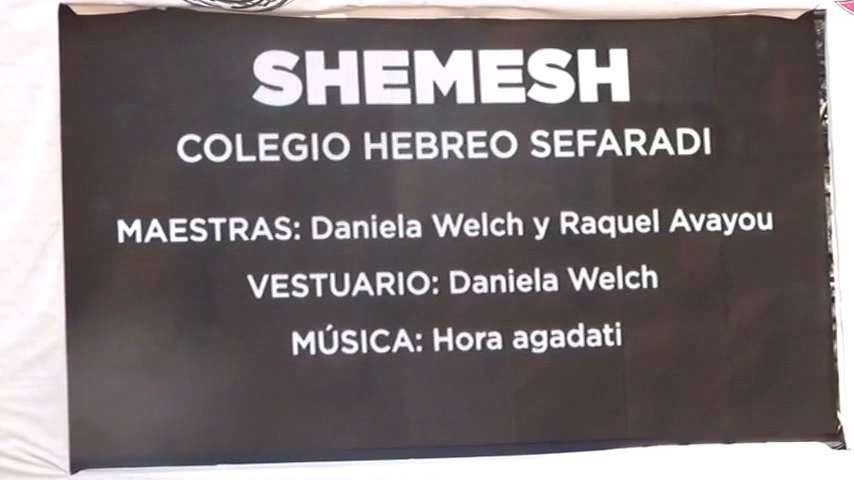 SHEMESH
COLEGIO HEBREO SEFARADI
MAESTRAS: Daniela Welch y Raquel Avayou
VESTUARIO: Daniela Welch
MÚSICA: Hora agadati